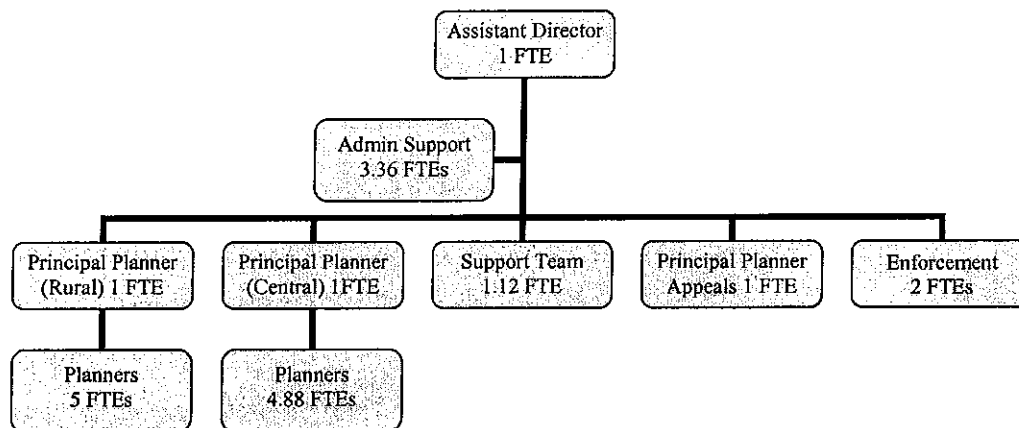 Assistant Director
1 FTE
Admin Support
3.36 FTEs
Principal Planner
(Rural) 1 FTE
Principal Planner
(Central) 1FTE
Support Team
1.12 FTE
Principal Planner
Appeals 1 FTE
Enforcement
2 FTEs
Planners
5 FTEs
Planners
4.88 FTEs